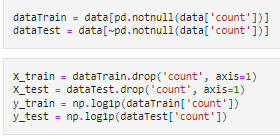 dataTrain = data[pd.notnull(data['count'])]
dataTest = data[~pd.notnull(data['count'])]
X_train = dataTrain.drop('count', axis=1)
X_test = dataTest.drop('count', axis=1)
y_train = np.log1p(dataTrain['count'])
y_test = np.log1p(dataTest['count'])